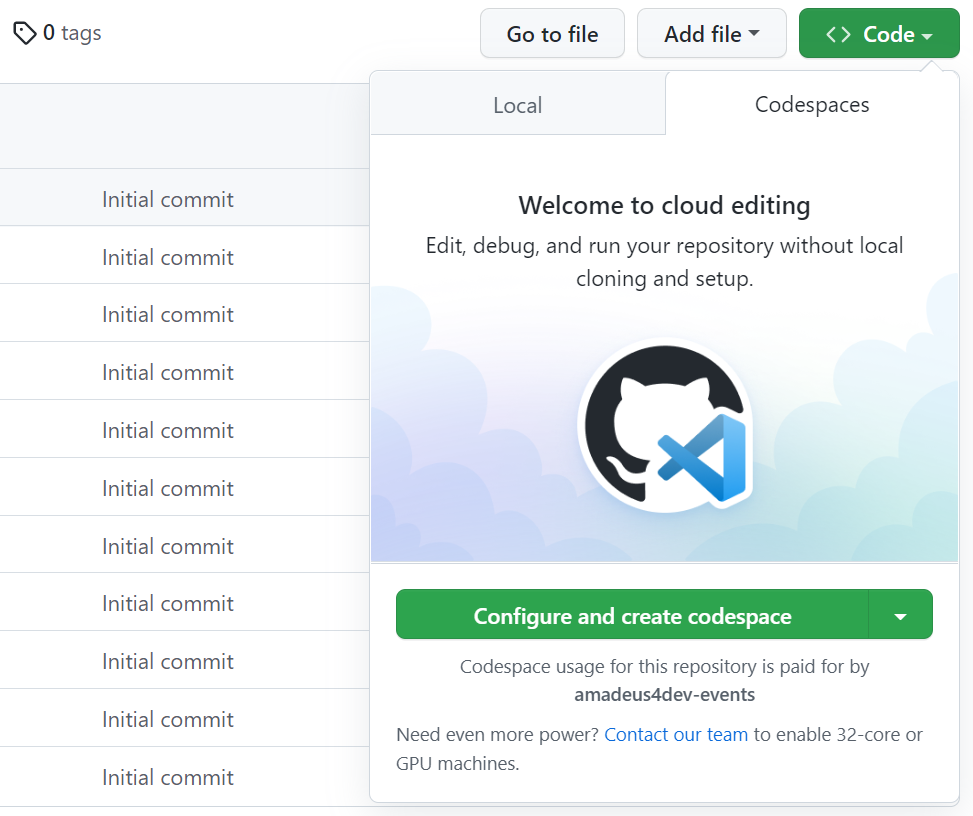 0 tags
Go to file
Add file
Code
Local
Codespaces
Welcome to cloud editing
Edit, debug, and run your repository without local
cloning and setup.
Initial commit
Initial commit
Initial commit
Initial commit
Initial commit
Initial commit
Initial commit
Initial commit
Initial commit
Initial commit
Initial commit
Configure and create codespace
Codespace usage for this repository is paid for by
amadeus4dev-events
Need even more power? Contact our team to enable 32-core or
GPU machines.